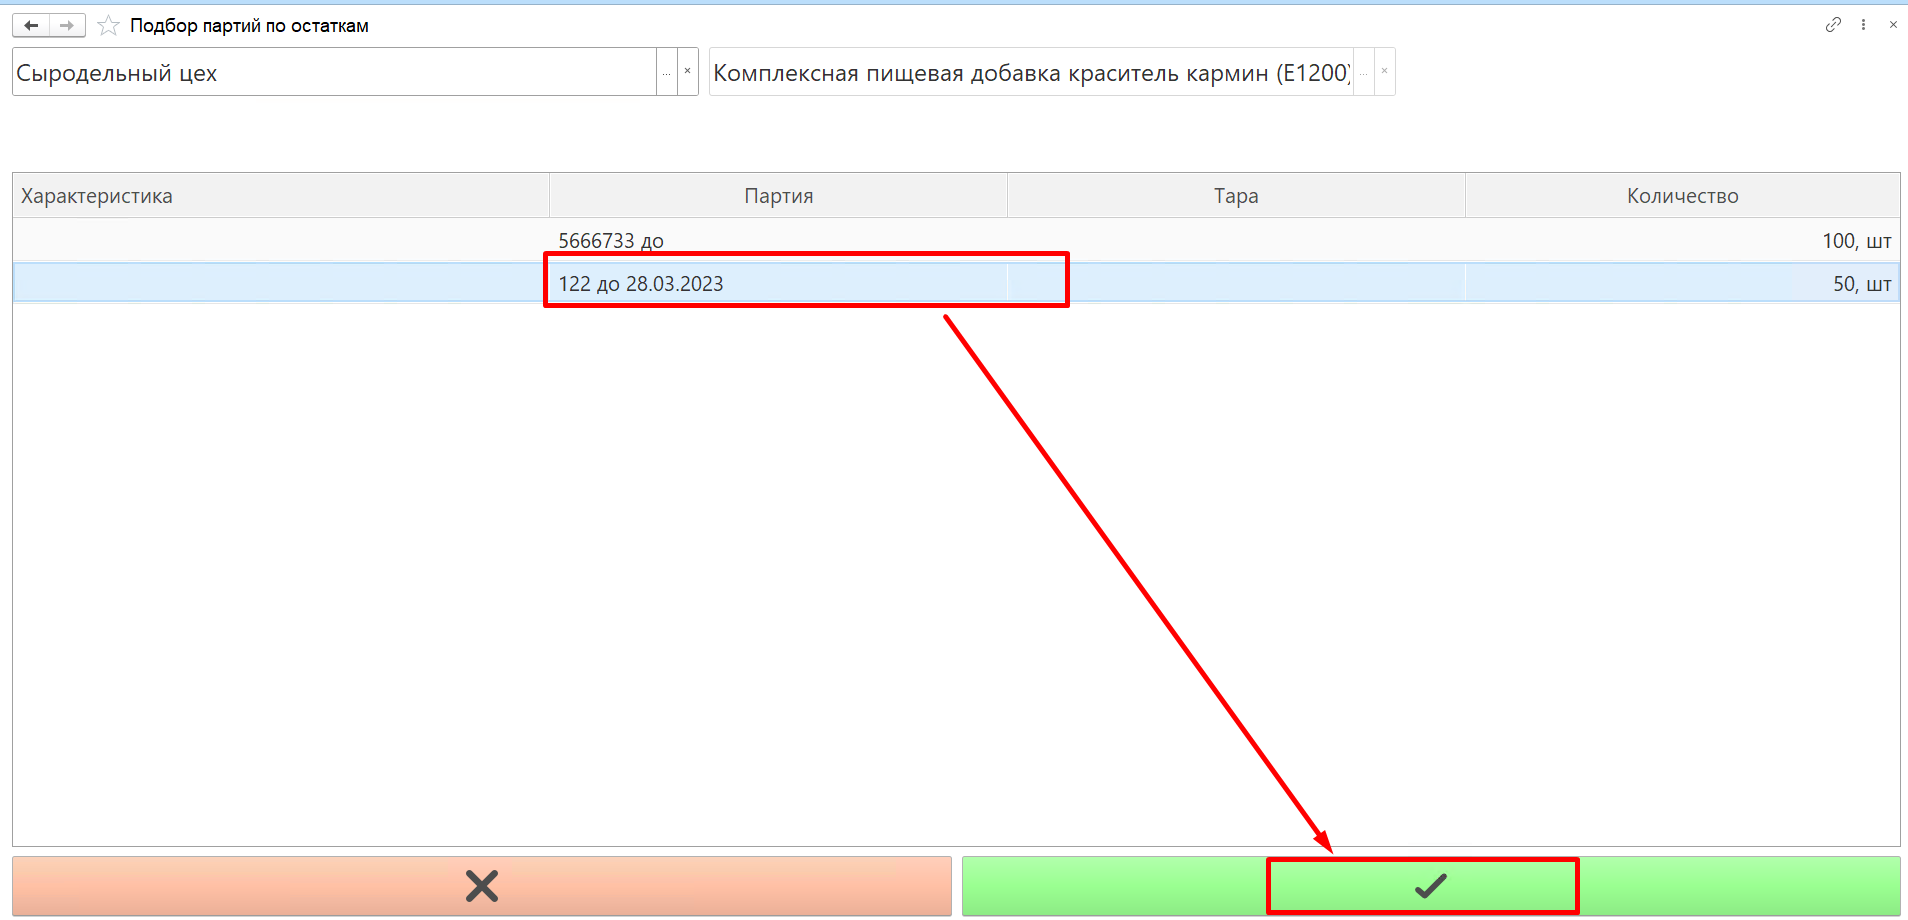 Подбор партий по остаткам
Сыродельный цех ... × Комплексная пищевая добавка краситель кармин (Е1200) ... ×
Характеристика Партия Тара Количество
5666733 до 100, шт
122 до 28.03.2023 50, шт